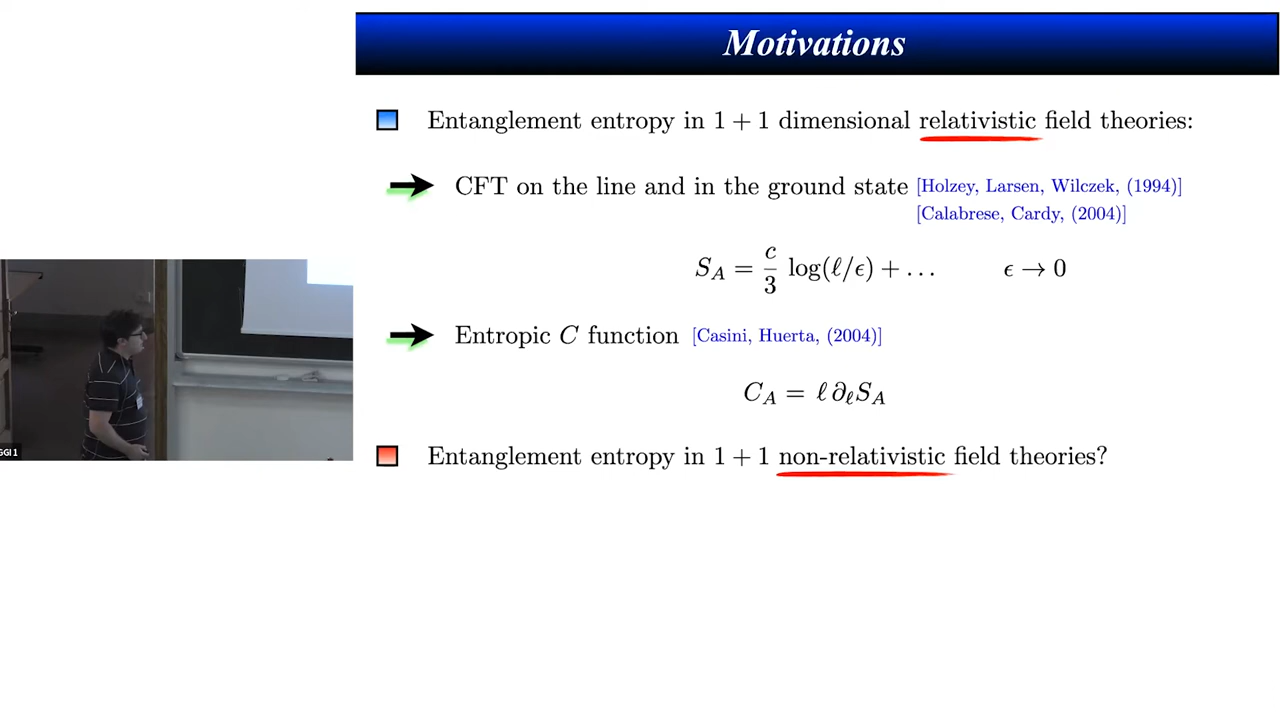 Motivations
Entanglement entropy in 1 + 1 dimensional relativistic field theories:
CFT on the line and in the ground state [Holzey, Larsen, Wilczek, (1994)]
[Calabrese, Cardy, (2004)]
S_A = c/3 log(ℓ/ϵ) + … ϵ → 0
Entropic C function [Casini, Huerta, (2004)]
C_A = ℓ ∂_ℓ S_A
Entanglement entropy in 1 + 1 non-relativistic field theories?
GGI 1